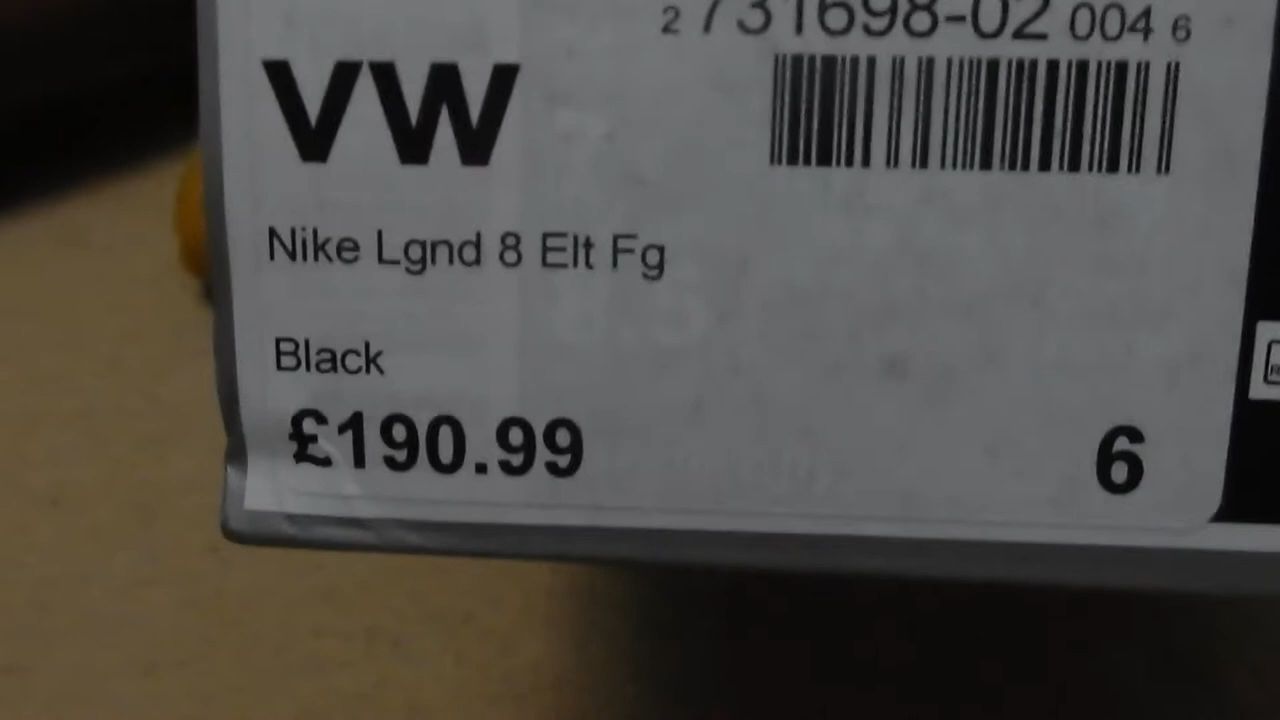 2 731698-02 004 6
VW
Nike Lgnd 8 Elt Fg
Black
£190.99 6